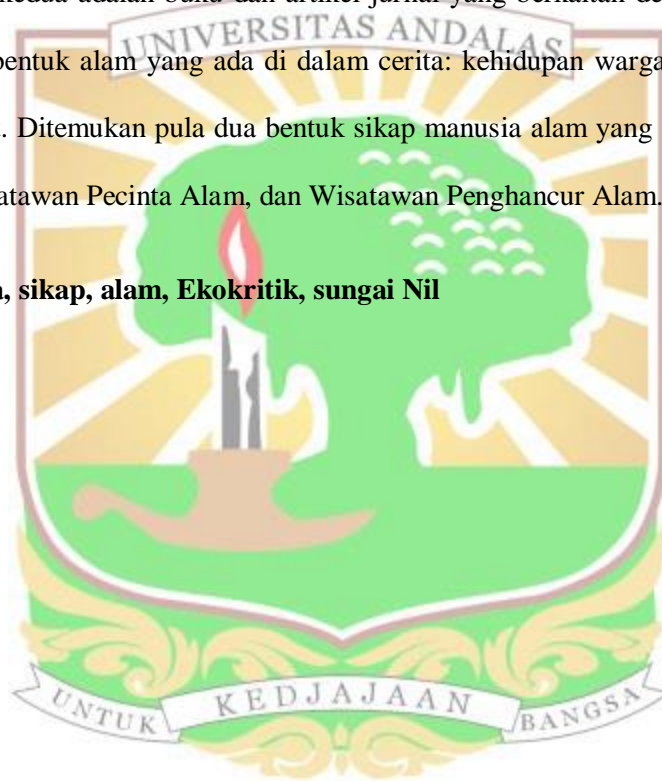 kedua adalah buku dan artikel jurnal yang berkaitan de
UNIVERSITAS ANDALAS
bentuk alam yang ada di dalam cerita: kehidupan warga
. Ditemukan pula dua bentuk sikap manusia alam yang
atawan Pecinta Alam, dan Wisatawan Penghancur Alam.
, sikap, alam, Ekokritik, sungai Nil
UNTUK KEDJAJAAN BANGSA